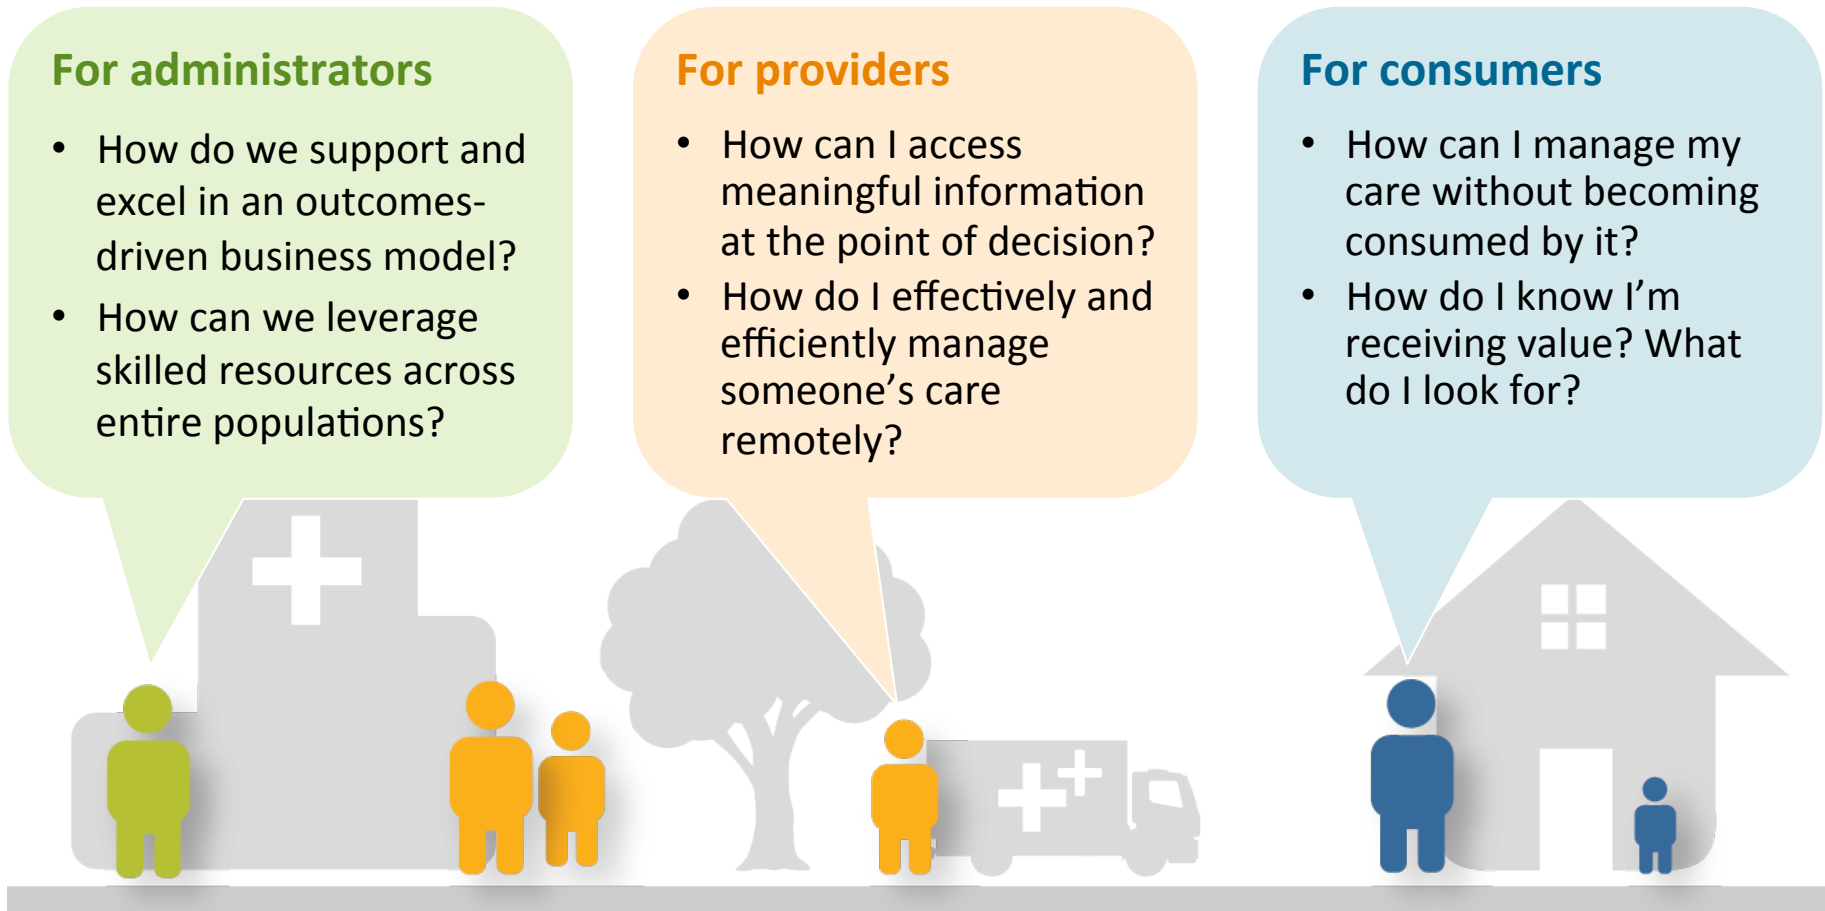 For administrators
• How do we support and
excel in an outcomes-
driven business model?
• How can we leverage
skilled resources across
entire populations?
For providers
• How can I access
meaningful information
at the point of decision?
• How do I effectively and
efficiently manage
someone’s care
remotely?
For consumers
• How can I manage my
care without becoming
consumed by it?
• How do I know I’m
receiving value? What
do I look for?